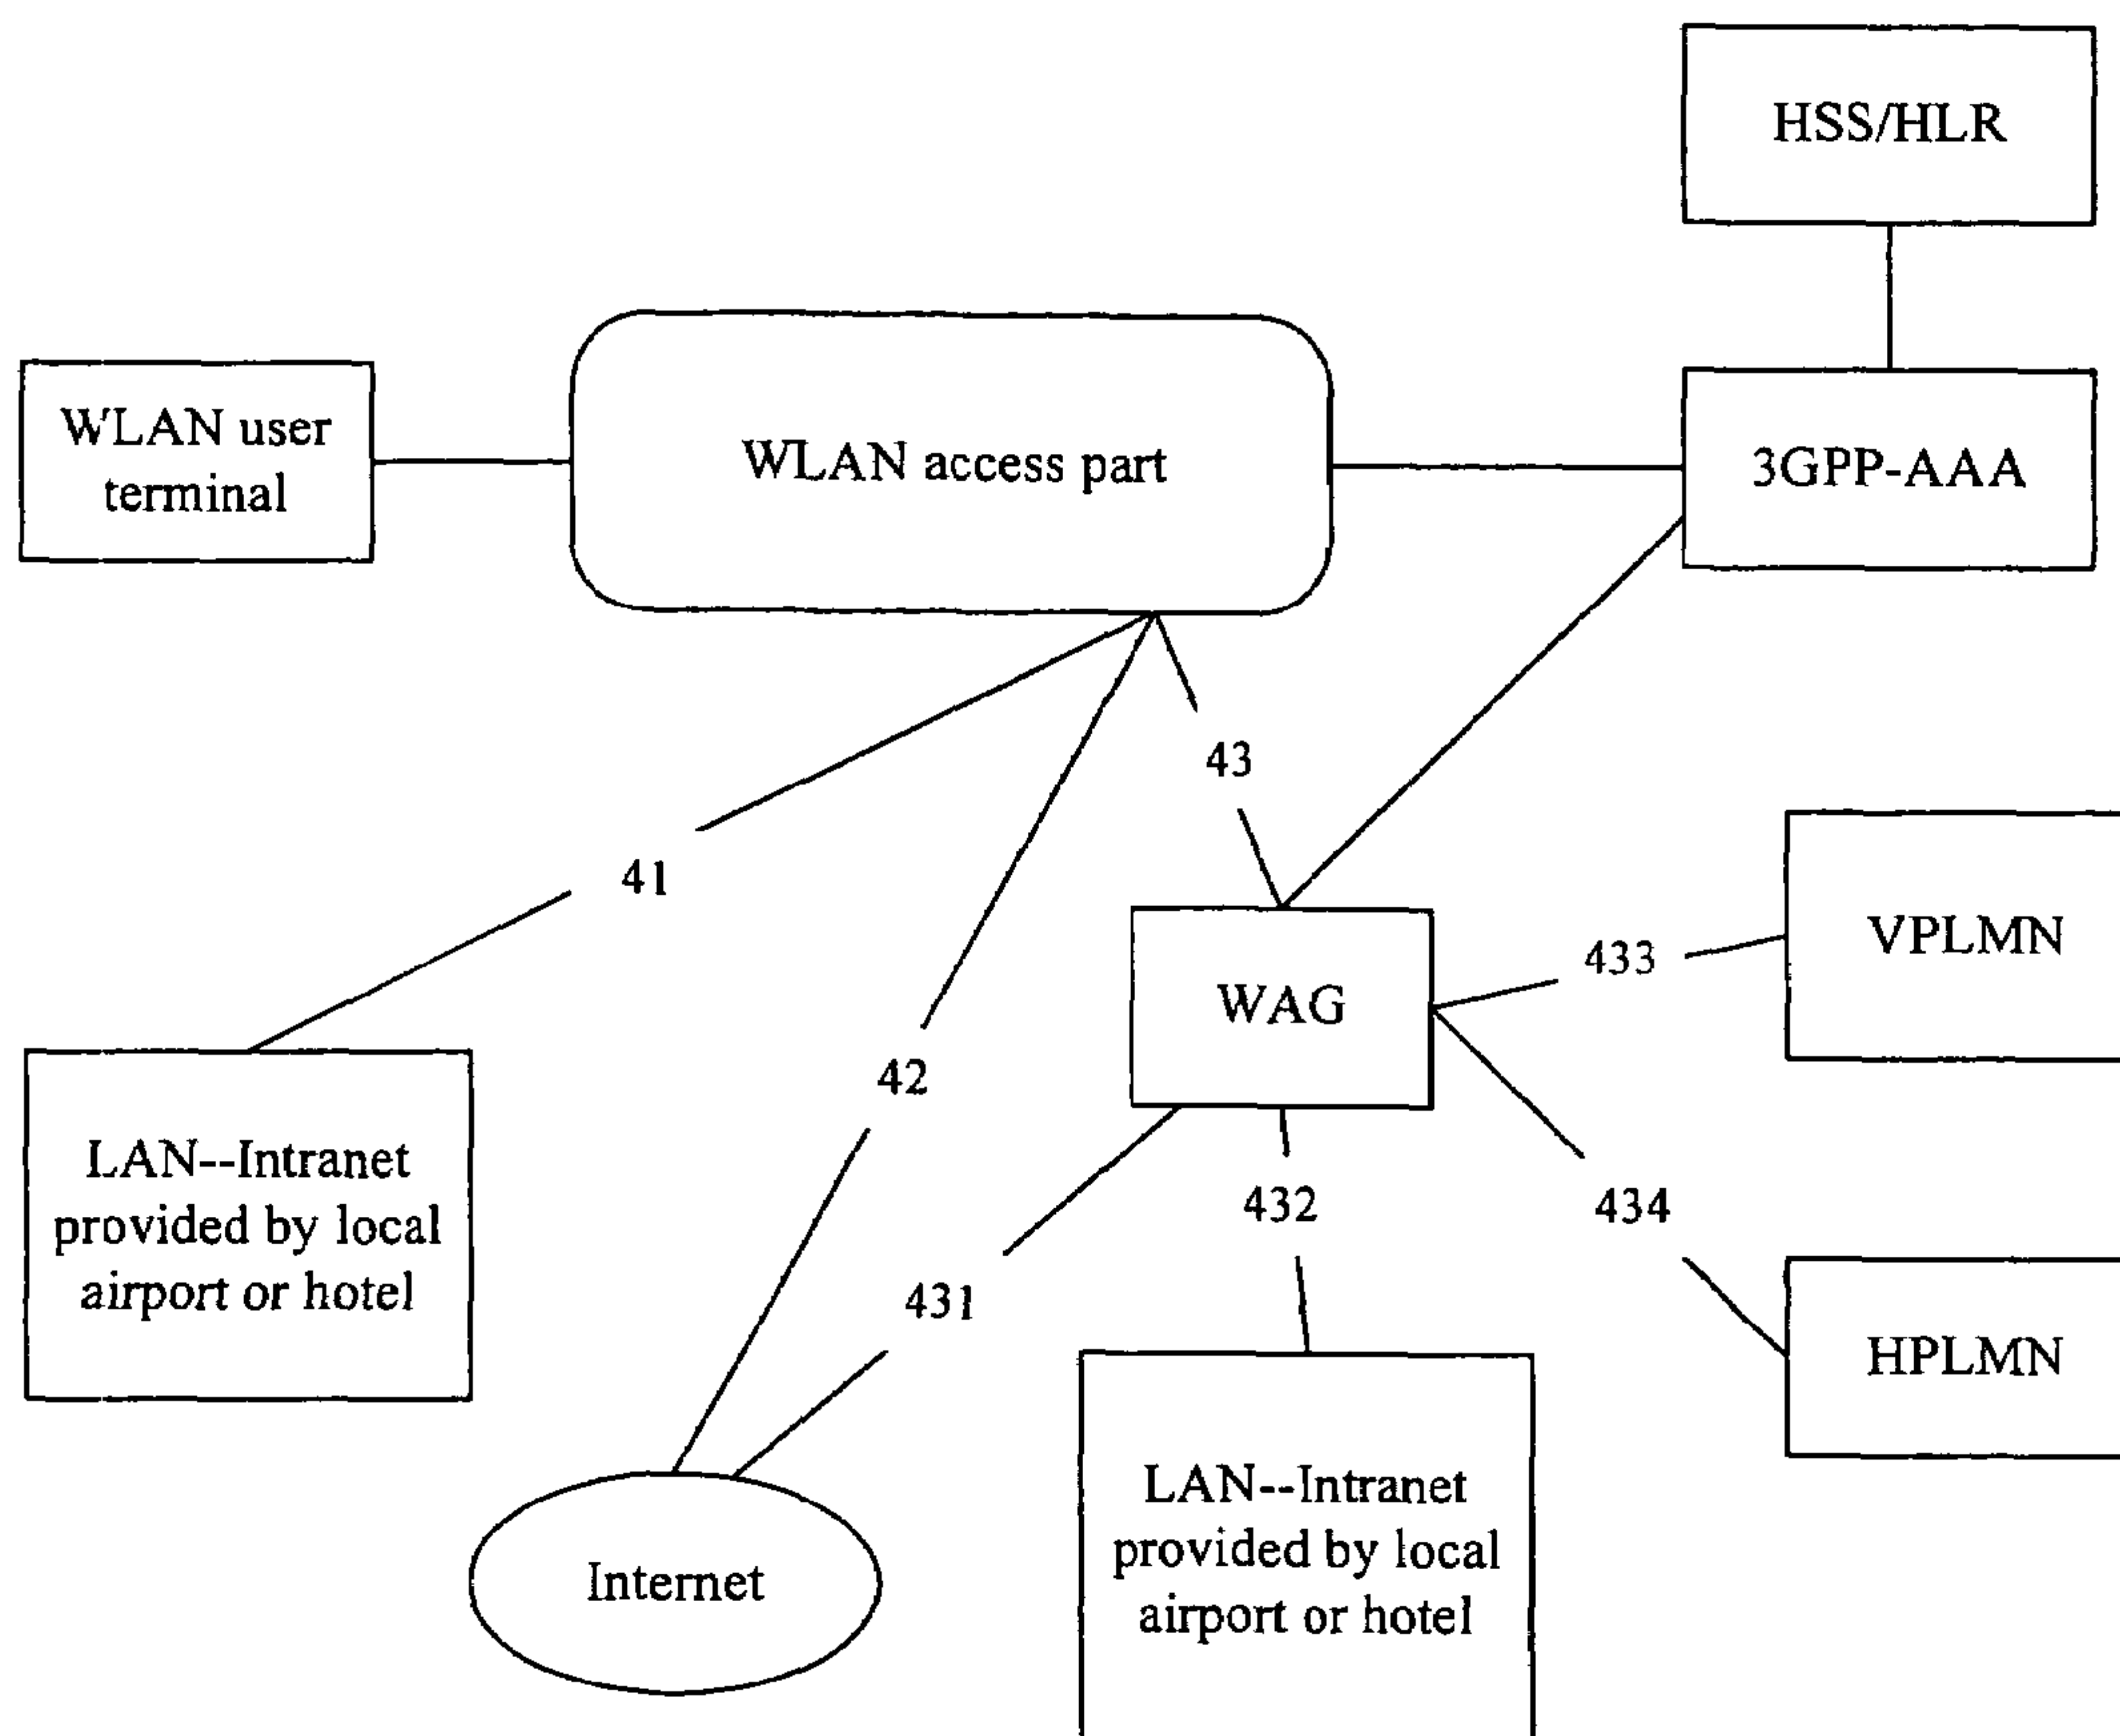 HSS/HLR
WLAN user
terminal
WLAN access part
3GPP-AAA
43
41
433
VPLMN
WAG
42
LAN--Intranet
provided by local
airport or hotel
432
434
431
HPLMN
Internet
LAN--Intranet
provided by local
airport or hotel